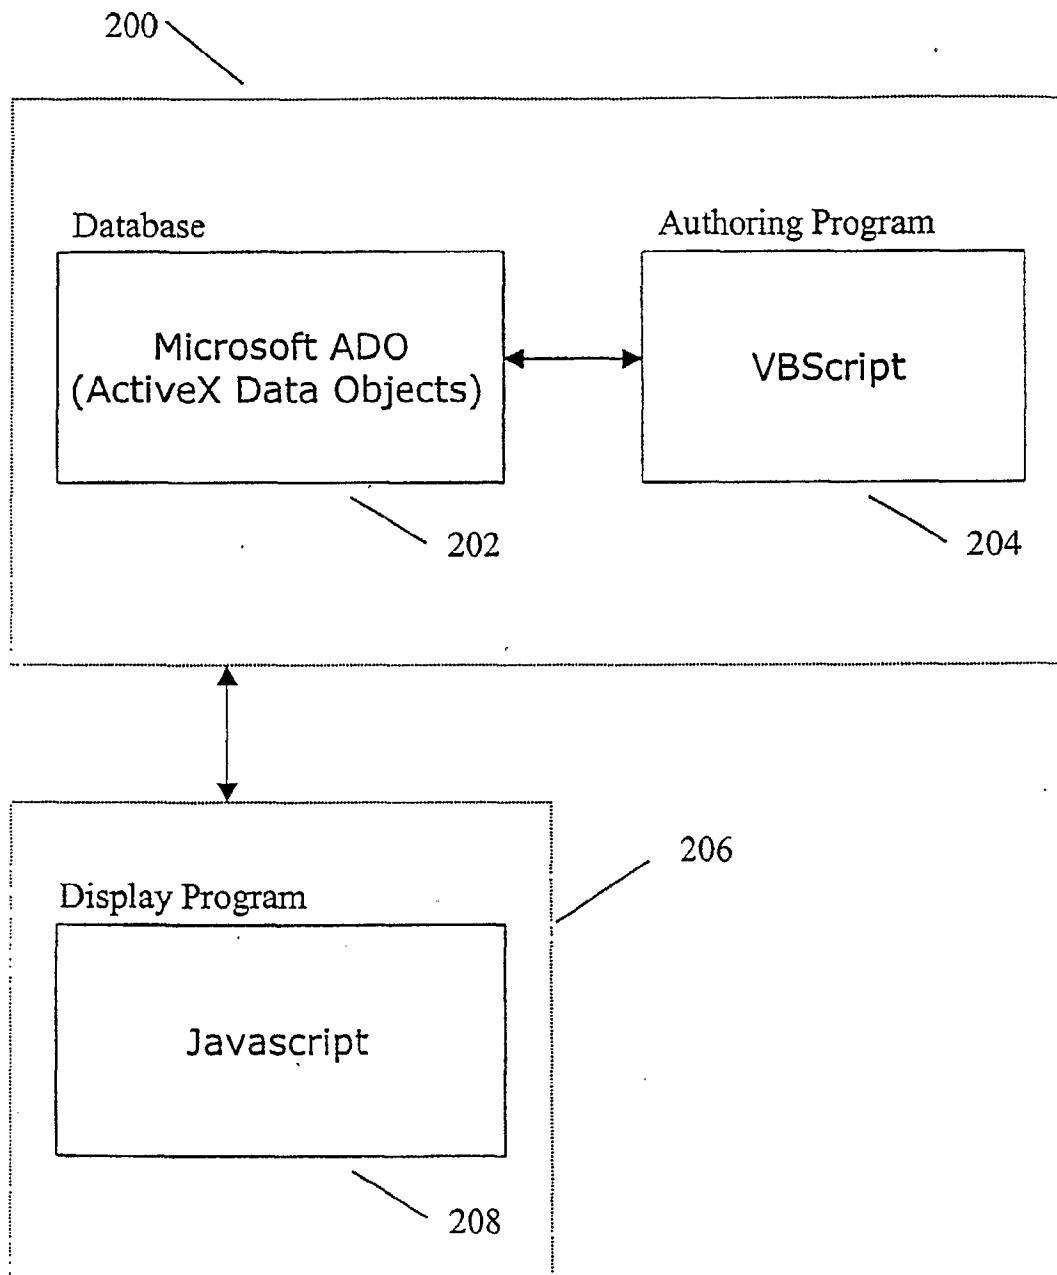 200
Database
Authoring Program
Microsoft ADO
(ActiveX Data Objects)
VBScript
202
204
206
Display Program
Javascript
208